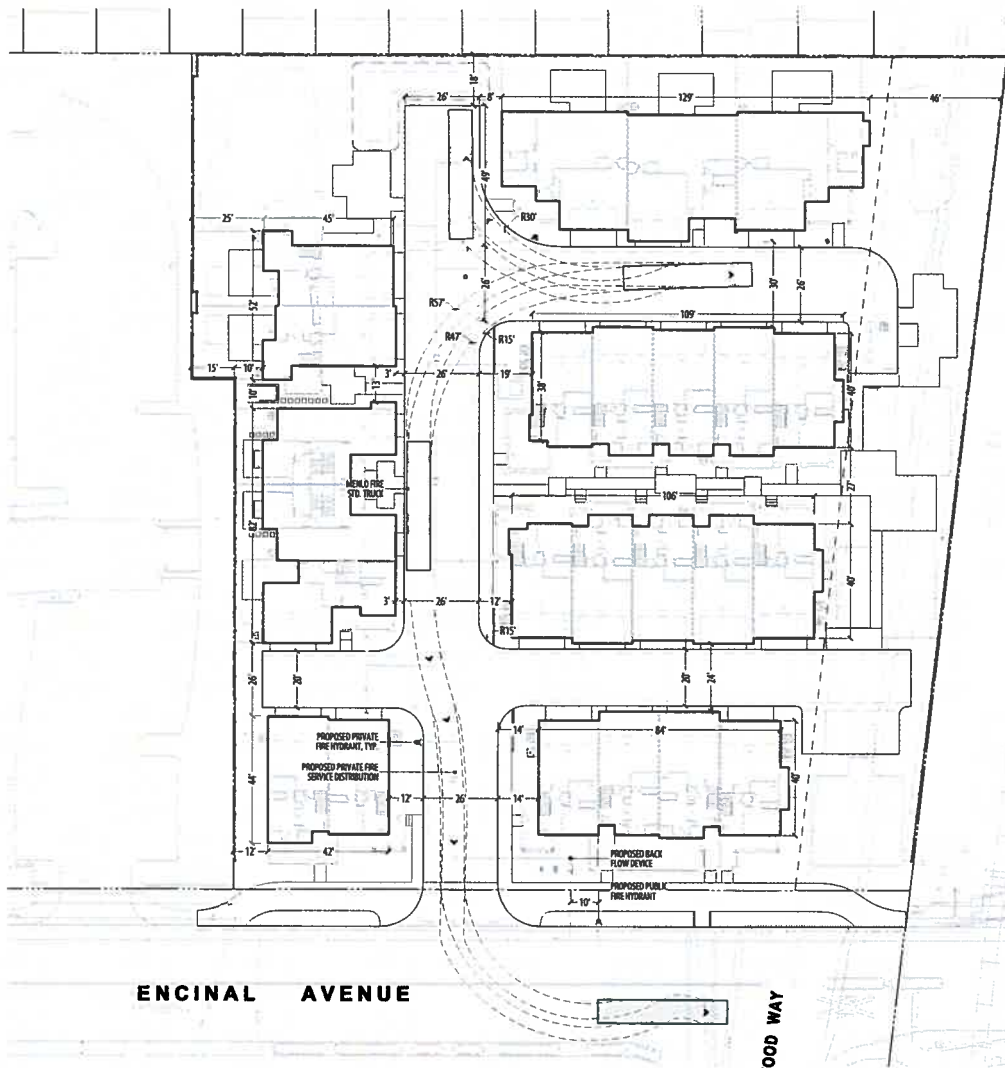 18'
26'
8'
129'
46'
49'
R30'
25'
45'
52'
26'
30'
26'
R57'
109'
R47'
R15'
15'
10'
3'
26'
19'
13'
10'
38'
40'
MENLO FIRE
STD. TRUCK
106'
27'
82'
40'
3'
26'
12'
R15'
26'
20'
20'
24'
14'
84'
PROPOSED PRIVATE
FIRE HYDRANT, TYP.
PROPOSED PRIVATE FIRE
SERVICE DISTRIBUTION
44'
40'
12'
26'
14'
12'
42'
PROPOSED BACK
FLOW DEVICE
PROPOSED PUBLIC
FIRE HYDRANT
10'
ENCINAL AVENUE
OOD WAY